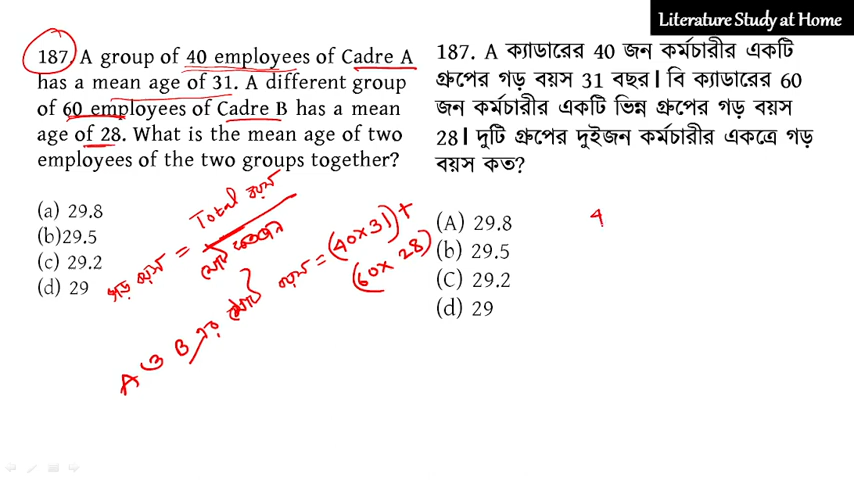 Literature Study at Home
187. A group of 40 employees of Cadre A
has a mean age of 31. A different group
of 60 employees of Cadre B has a mean
age of 28. What is the mean age of two
employees of the two groups together?
(a) 29.8
(b)29.5
(c) 29.2
(d) 29
187. A ক্যাডারের 40 জন কর্মচারীর একটি
গ্রুপের গড় বয়স 31 বছর। বি ক্যাডারের 60
জন কর্মচারীর একটি ভিন্ন গ্রুপের গড় বয়স
28। দুটি গ্রুপের দুইজন কর্মচারীর একত্রে গড়
বয়স কত?
(A) 29.8
(b) 29.5
(C) 29.2
(d) 29
Total বয়স
গড় বয়স =
A ও B এর মোট বয়স = (40×31) +
(60×28)
4